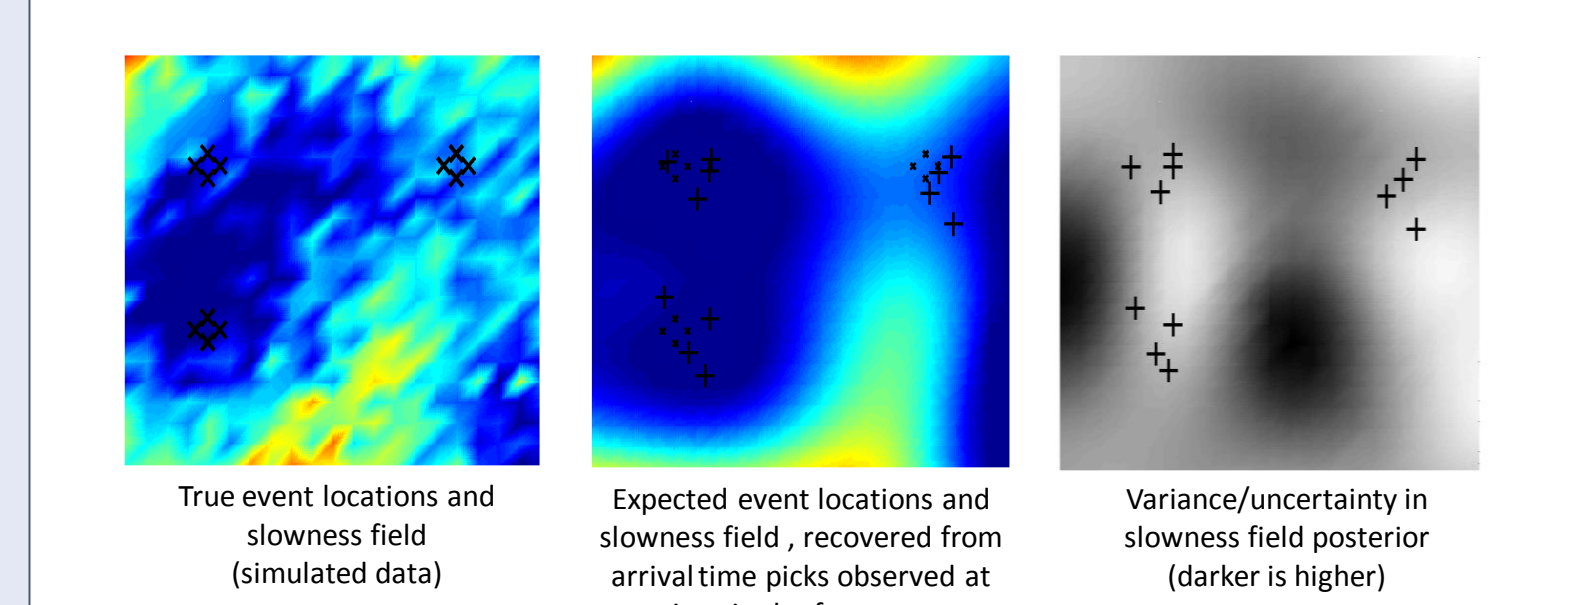 True event locations and
slowness field
(simulated data)
Expected event locations and
slowness field , recovered from
arrival time picks observed at
Variance/uncertainty in
slowness field posterior
(darker is higher)